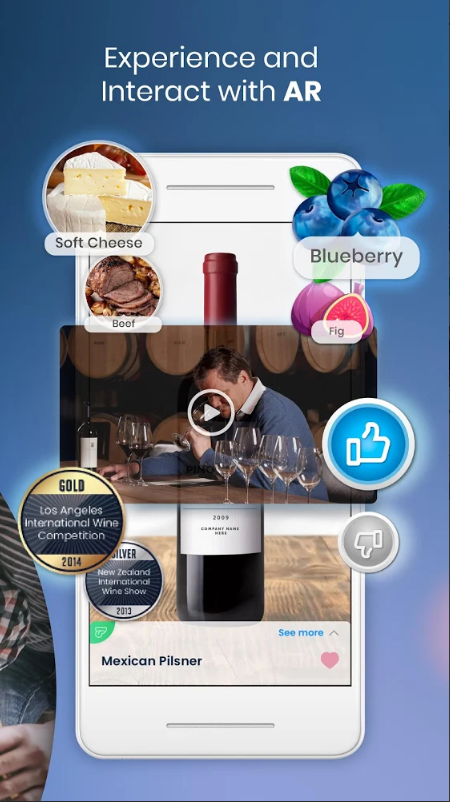 Experience and
Interact with AR
Soft Cheese
Blueberry
Beef
Fig
GOLD
Los Angeles
International Wine
Competition
2014
2009
COMPANY NAME
HERE
SILVER
New Zealand
International
Wine Show
2013
See more
Mexican Pilsner